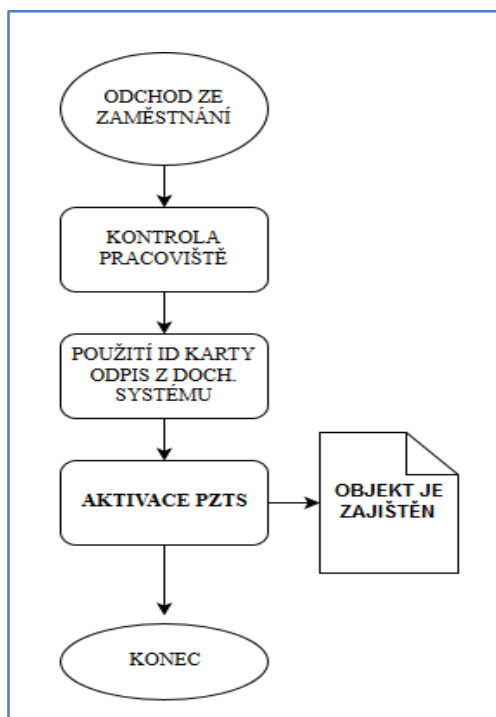 ODCHOD ZE
ZAMĚSTNÁNÍ
KONTROLA
PRACOVIŠTĚ
POUŽITÍ ID KARTY
ODPIS Z DOCH.
SYSTÉMU
AKTIVACE PZTS
OBJEKT JE
ZAJIŠTĚN
KONEC